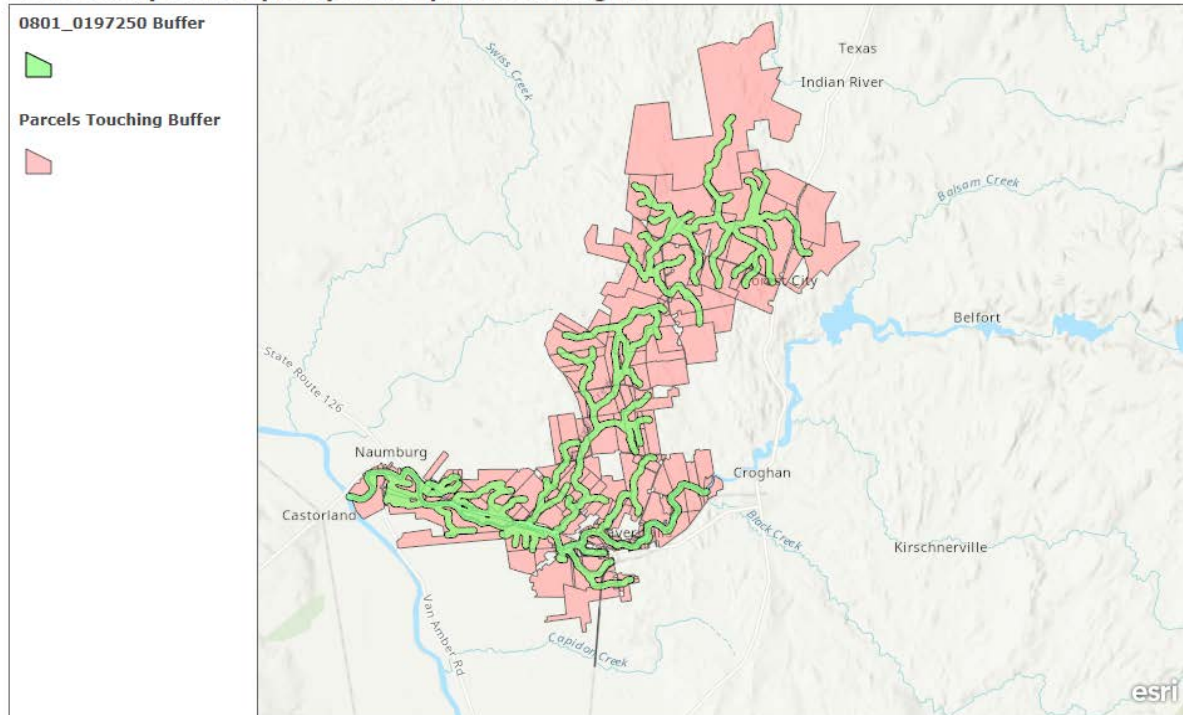 0801_0197250 Buffer
Parcels Touching Buffer
Swiss Creek
Texas
Indian River
Balsam Creek
Belfort
State Route 126
Naumburg
Croghan
Castorland
Black Creek
Kirschnerville
Van Amber Rd
Capidon Creek
esri